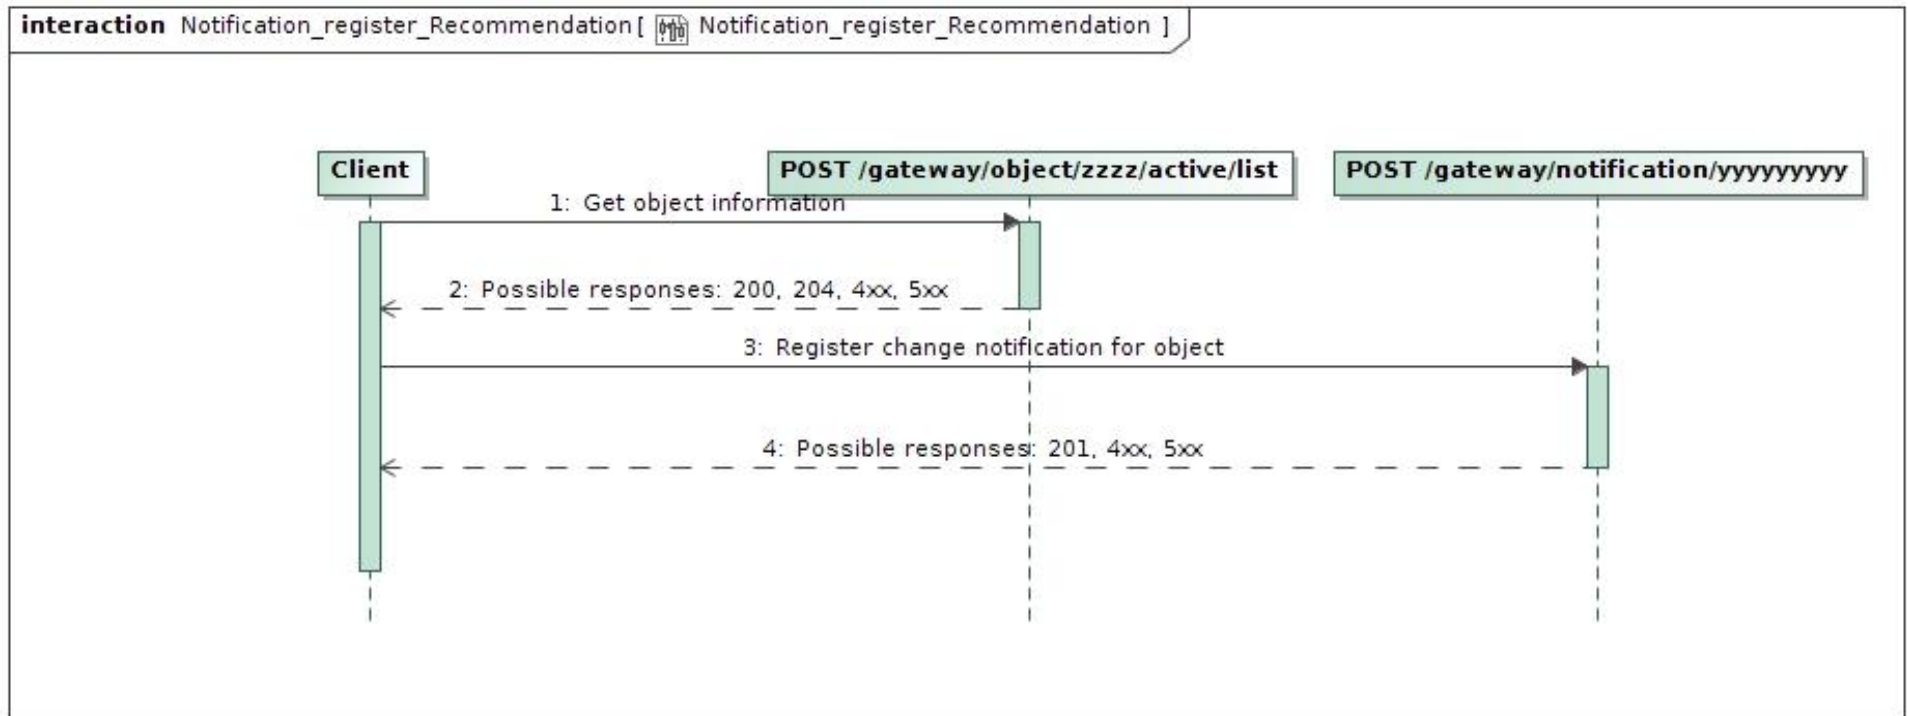 interaction Notification_register_Recommendation [ Notification_register_Recommendation ]
Client
POST /gateway/object/zzzz/active/list
POST /gateway/notification/yyyyyyyyy
1: Get object information
2: Possible responses: 200, 204, 4xx, 5xx
3: Register change notification for object
4: Possible responses: 201, 4xx, 5xx